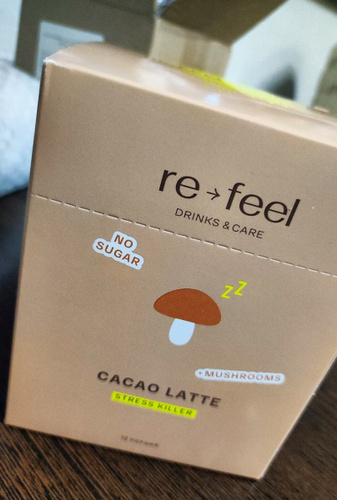 re→feel
DRINKS & CARE
NO
SUGAR
ZZ
+MUSHROOMS
CACAO LATTE
STRESS KILLER